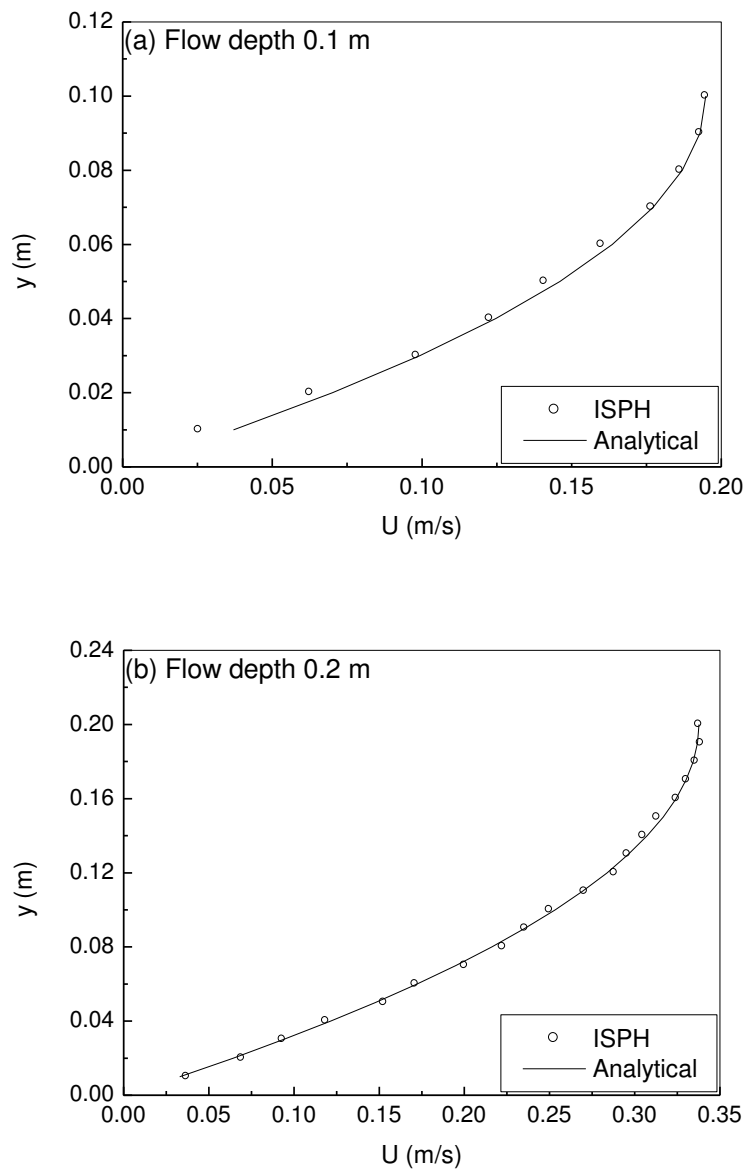 (a) Flow depth 0.1 m
0.12
0.10
0.08
0.06
0.04
0.02
0.00
y (m)
ISPH
Analytical
0.00 0.05 0.10 0.15 0.20
U (m/s)
(b) Flow depth 0.2 m
0.24
0.20
0.16
0.12
0.08
0.04
0.00
y (m)
ISPH
Analytical
0.00 0.05 0.10 0.15 0.20 0.25 0.30 0.35
U (m/s)